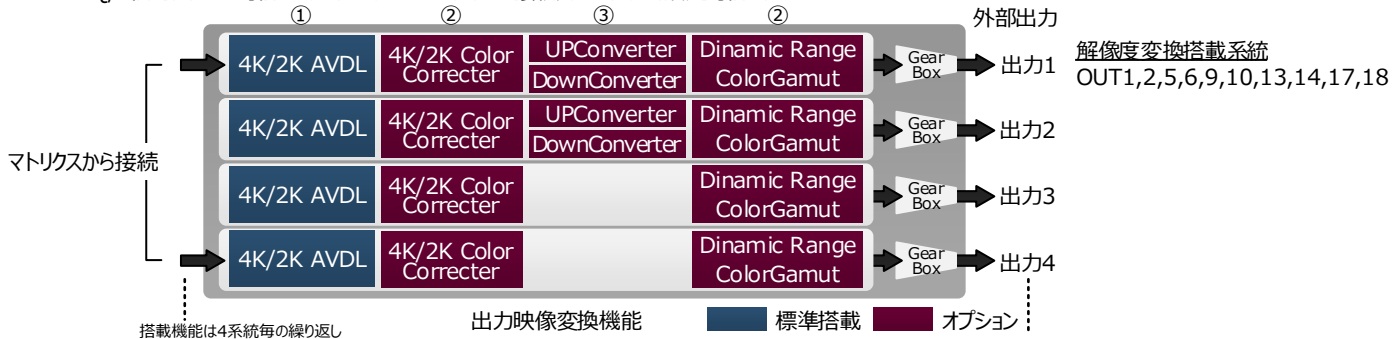 ① ② ③ ②
外部出力
4K/2K AVDL
4K/2K Color
Correcter
UPConverter
DownConverter
Dinamic Range
ColorGamut
Gear
Box
出力1
解像度変換搭載系統
OUT1,2,5,6,9,10,13,14,17,18
4K/2K AVDL
4K/2K Color
Correcter
UPConverter
DownConverter
Dinamic Range
ColorGamut
Gear
Box
出力2
マトリクスから接続
4K/2K AVDL
4K/2K Color
Correcter
Dinamic Range
ColorGamut
Gear
Box
出力3
4K/2K AVDL
4K/2K Color
Correcter
Dinamic Range
ColorGamut
Gear
Box
出力4
搭載機能は4系統毎の繰り返し
出力映像変換機能
標準搭載
オプション